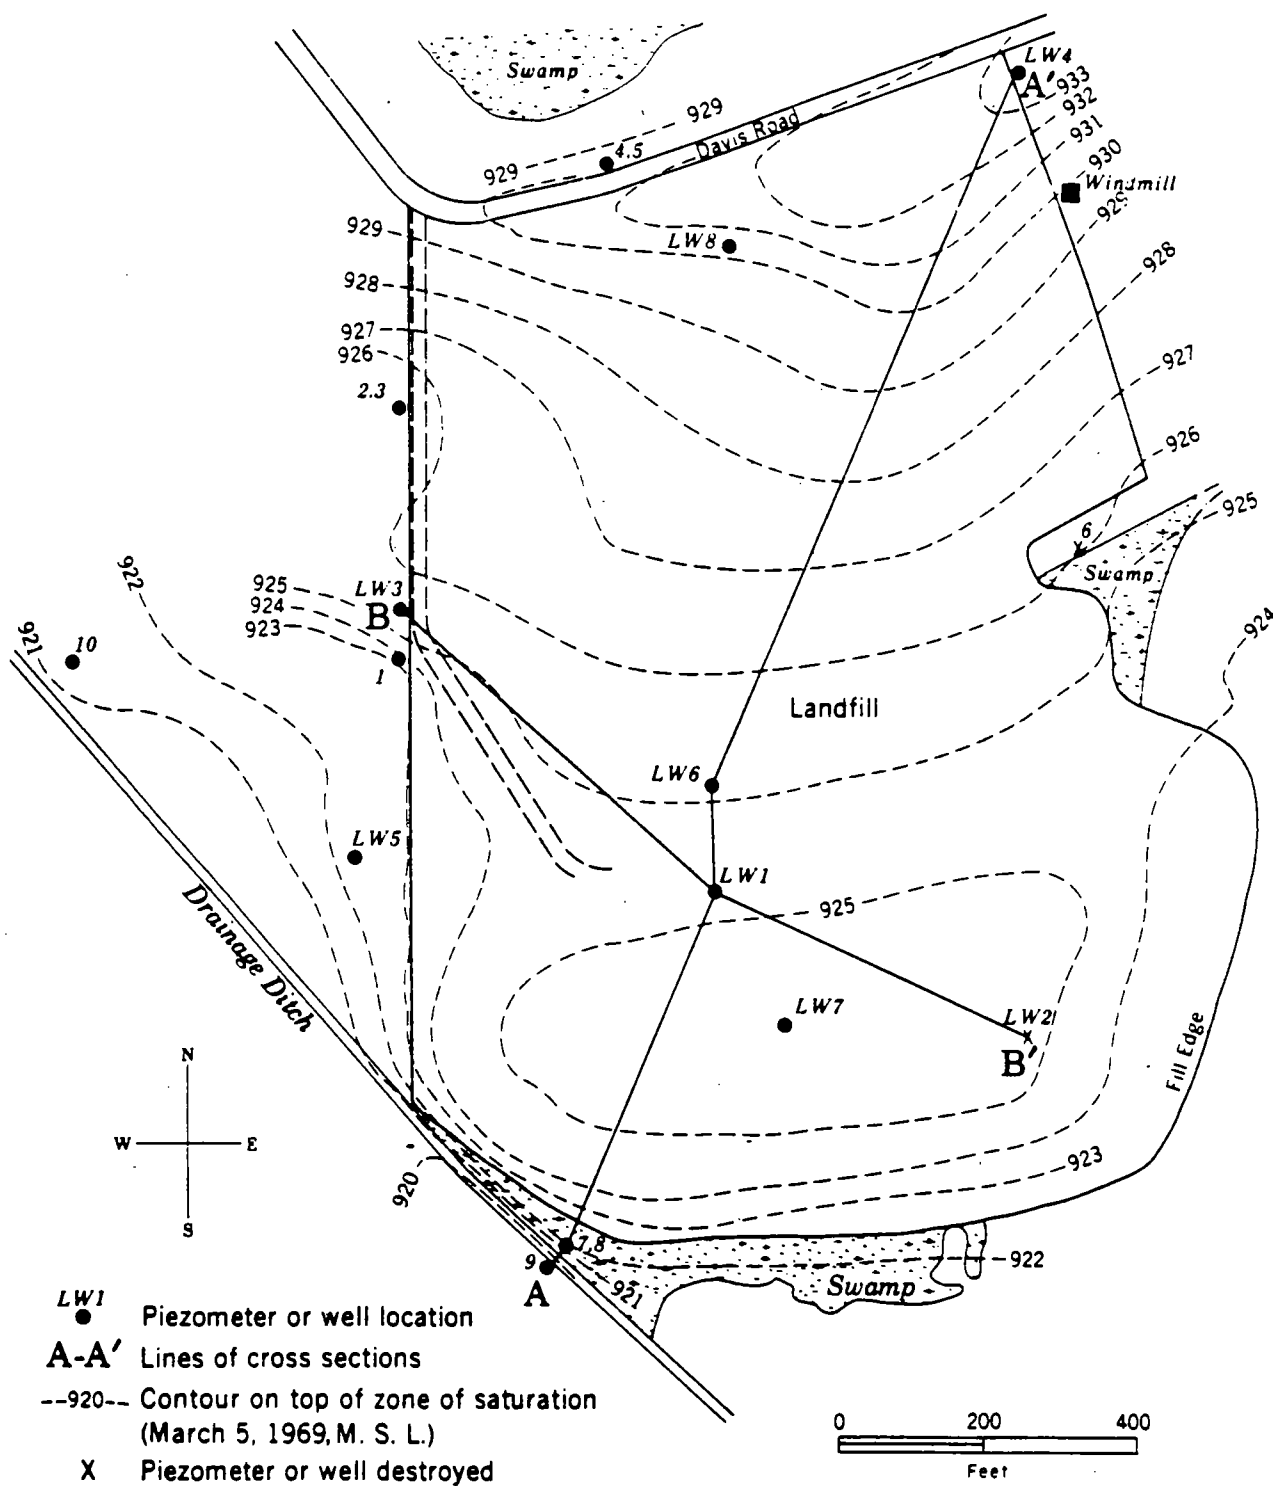 Swamp
LW4
A'
933
932
929
4.5
Davis Road
931
930
929
Windmill
929
929
LW8
928
928
927
927
926
2.3
926
925
6
Swamp
922
925
LW3
924
B
923
924
921
10
1
Landfill
LW6
LW5
LW1
925
Drainage Ditch
LW7
LW2
B'
Fill Edge
N
W
E
S
920
923
7,8
9
A
921
922
Swamp
LW1
Piezometer or well location
A-A' Lines of cross sections
--920-- Contour on top of zone of saturation
(March 5, 1969, M. S. L.)
X Piezometer or well destroyed
0 200 400
Feet